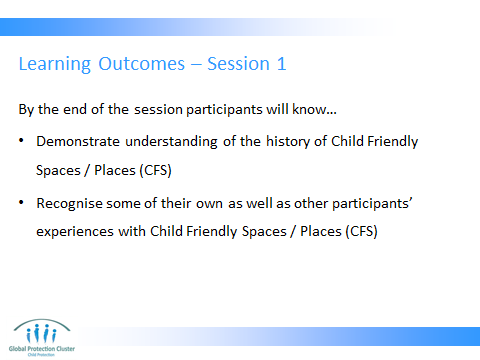 Learning Outcomes – Session 1
By the end of the session participants will know...
• Demonstrate understanding of the history of Child Friendly
Spaces / Places (CFS)
• Recognise some of their own as well as other participants’
experiences with Child Friendly Spaces / Places (CFS)
Global Protection Cluster
Child Protection